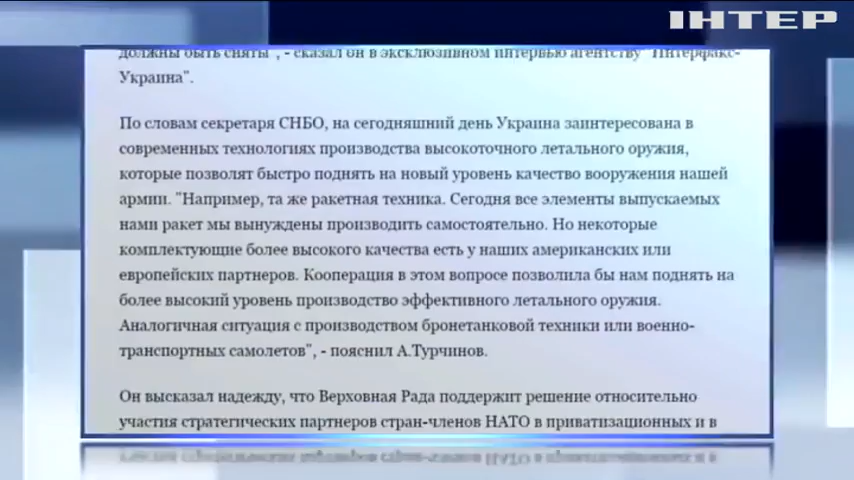 ІНТЕР
должны быть сняты", - сказал он в эксклюзивном интервью агентству "Интерфакс-
Украина".
По словам секретаря СНБО, на сегодняшний день Украина заинтересована в
современных технологиях производства высокоточного летального оружия,
которые позволят быстро поднять на новый уровень качество вооружения нашей
армии. "Например, та же ракетная техника. Сегодня все элементы выпускаемых
нами ракет мы вынуждены производить самостоятельно. Но некоторые
комплектующие более высокого качества есть у наших американских или
европейских партнеров. Кооперация в этом вопросе позволила бы нам поднять на
более высокий уровень производство эффективного летального оружия.
Аналогичная ситуация с производством бронетанковой техники или военно-
транспортных самолетов", - пояснил А.Турчинов.
Он высказал надежду, что Верховная Рада поддержит решение относительно
участия стратегических партнеров стран-членов НАТО в приватизационных и в